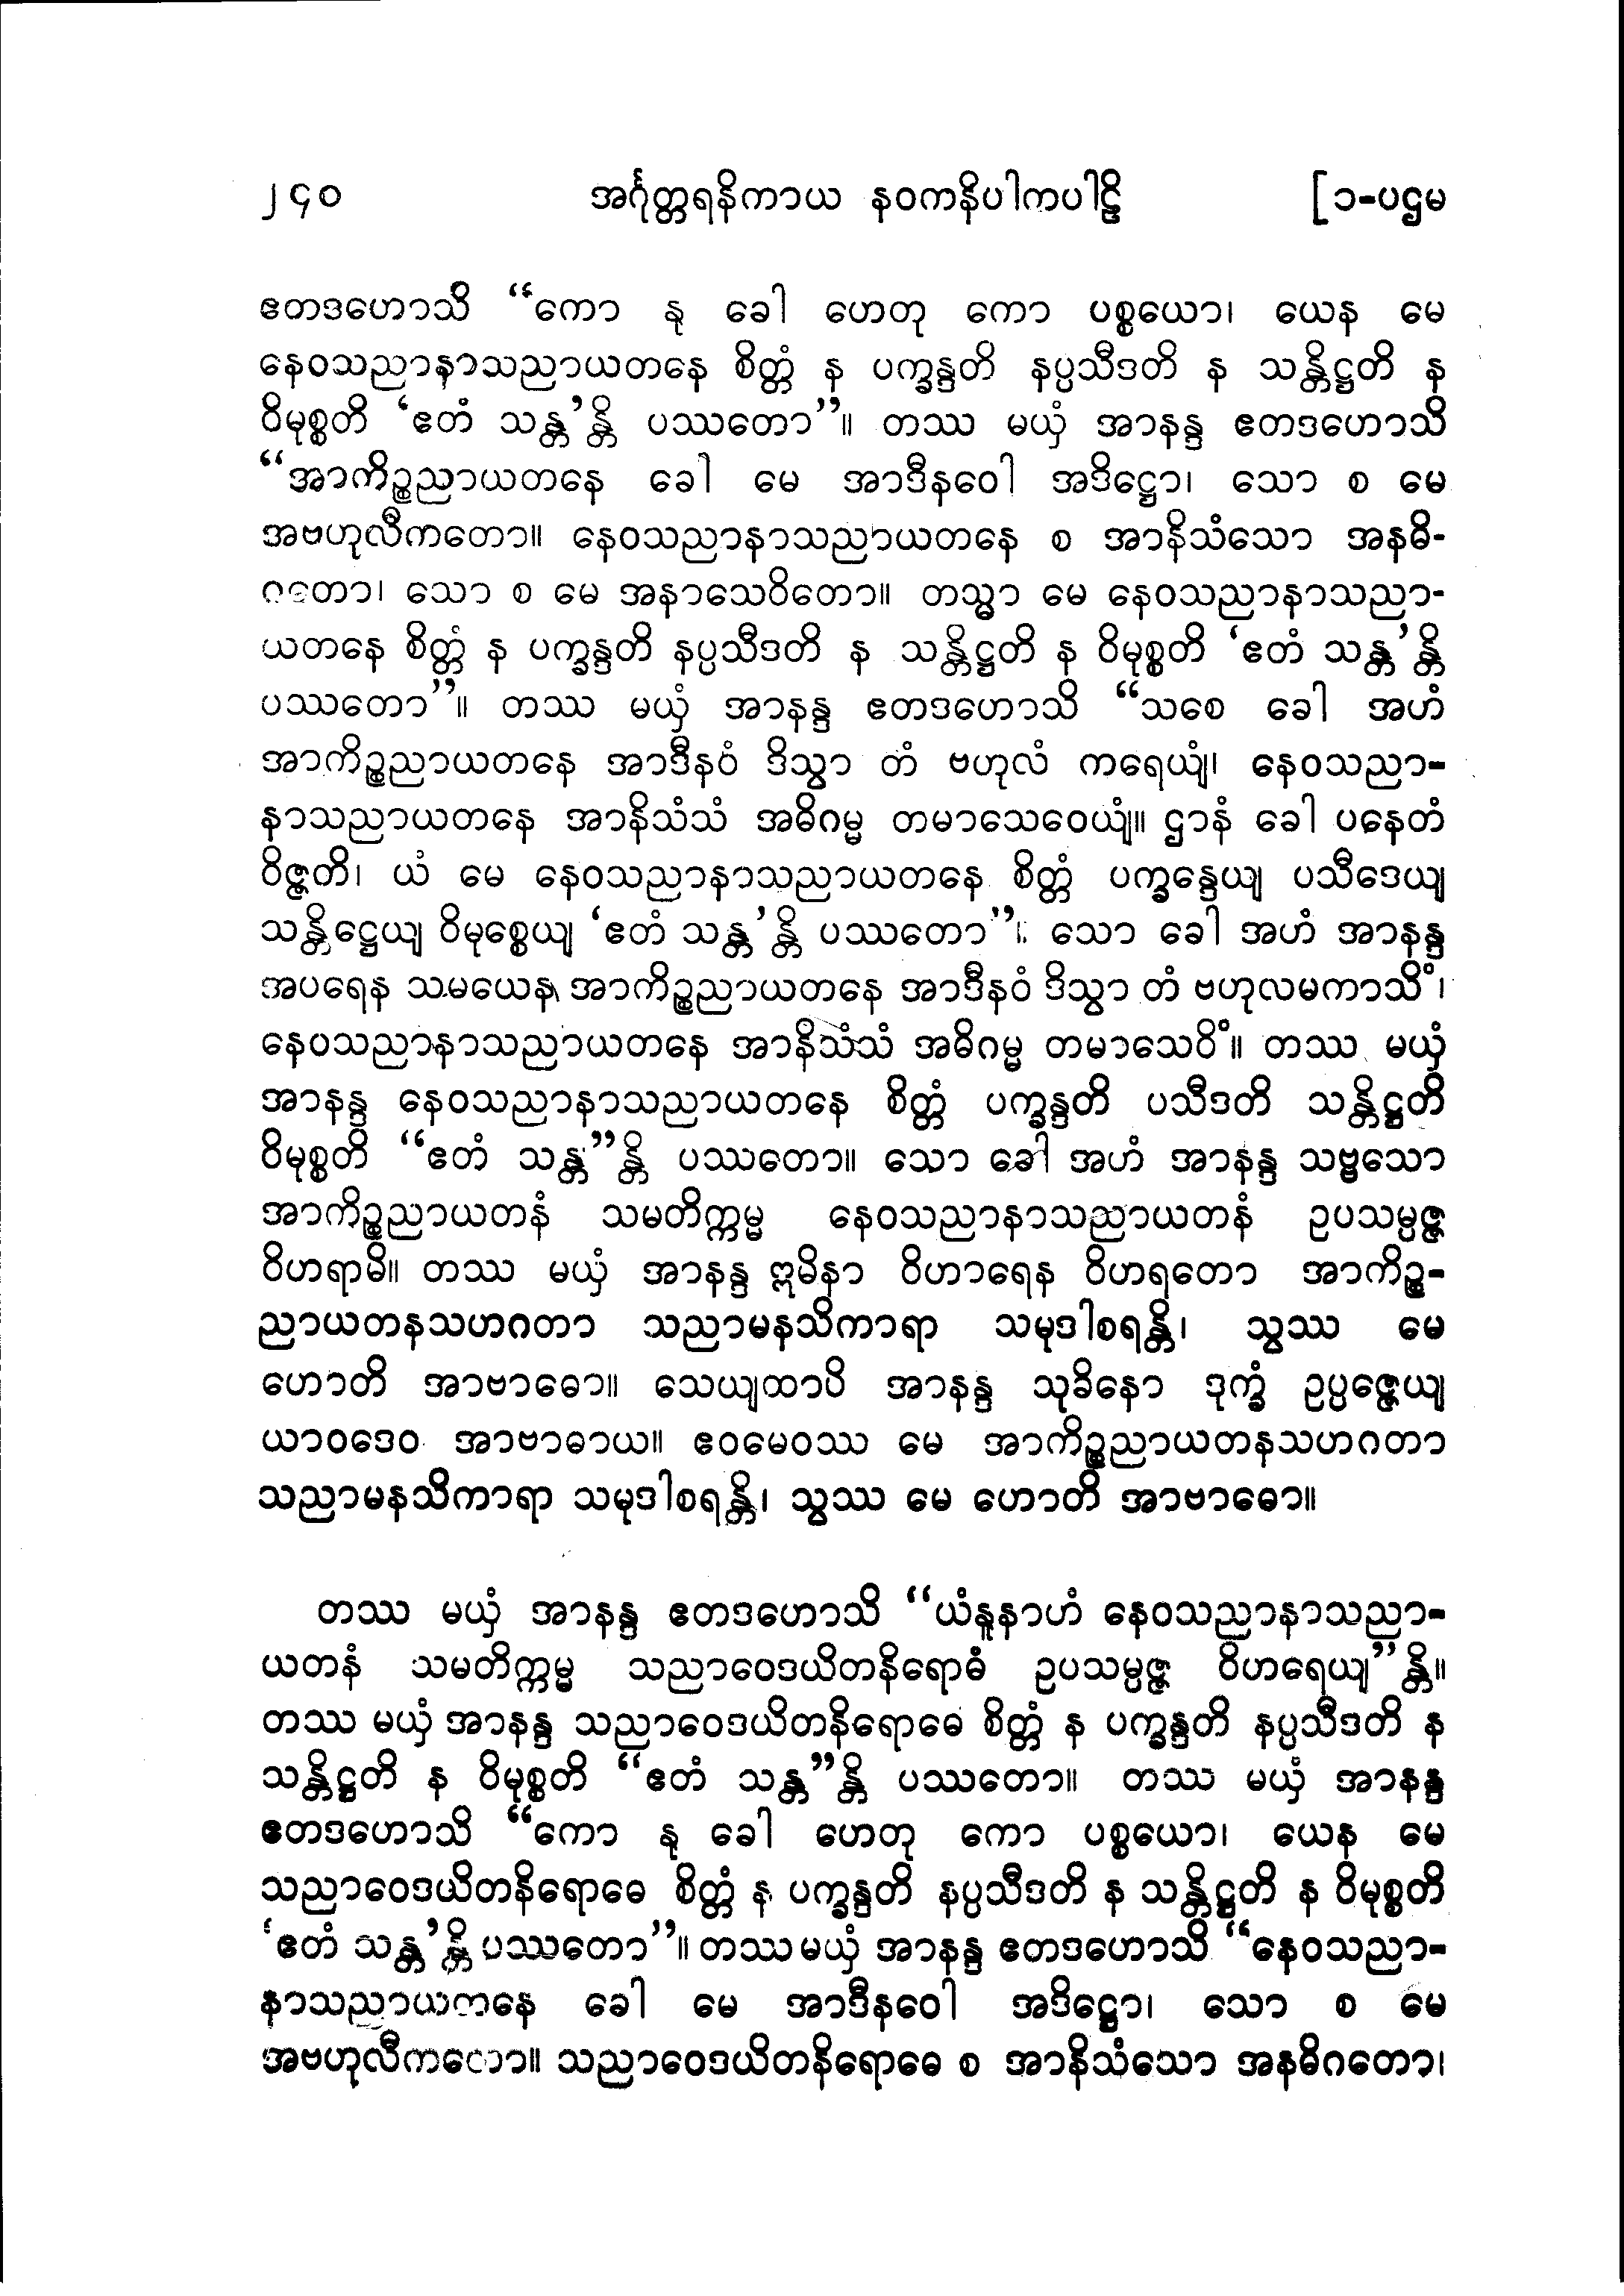 ၂၄၀ အင်္ဂုတ္တရနိကာယ နဝကနိပါကပါဠိ [၁-ပဌမ
ဧတဒဟောသိ “ကော နု ခေါ ဟေတု ကော ပစ္စယော၊ ယေန မေ
နေဝသညာနာသညာယတနေ စိတ္တံ န ပက္ခန္ဒတိ နပ္ပသီဒတိ န သန္တိဋ္ဌတိ န
ဝိမုစ္စတိ ‘ဧတံ သန္တ’န္တိ ပဿတော”။ တဿ မယှံ အာနန္ဒ ဧတဒဟောသိ
“အာကိဉ္စညာယတနေ ခေါ မေ အာဒီနဝေါ အဒိဋ္ဌော၊ သော စ မေ
အဗဟုလီကတော။ နေဝသညာနာသညာယတနေ စ အာနိသံသော အနဓိ-
ဂတော၊ သော စ မေ အနာသေဝိတော။ တသ္မာ မေ နေဝသညာနာသညာ-
ယတနေ စိတ္တံ န ပက္ခန္ဒတိ နပ္ပသီဒတိ န သန္တိဋ္ဌတိ န ဝိမုစ္စတိ ‘ဧတံ သန္တ’န္တိ
ပဿတော”။ တဿ မယှံ အာနန္ဒ ဧတဒဟောသိ “သစေ ခေါ အဟံ
အာကိဉ္စညာယတနေ အာဒီနဝံ ဒိသွာ တံ ဗဟုလံ ကရေယျံ၊ နေဝသညာ-
နာသညာယတနေ အာနိသံသံ အဓိဂမ္မ တမာသေဝေယျံ။ ဌာနံ ခေါ ပနေတံ
ဝိဇ္ဇတိ၊ ယံ မေ နေဝသညာနာသညာယတနေ စိတ္တံ ပက္ခန္ဒေယျ ပသီဒေယျ
သန္တိဋ္ဌေယျ ဝိမုစ္စေယျ ‘ဧတံ သန္တ’န္တိ ပဿတော”။ သော ခေါ အဟံ အာနန္ဒ
အပရေန သမယေန အာကိဉ္စညာယတနေ အာဒီနဝံ ဒိသွာ တံ ဗဟုလမကာသိံ၊
နေဝသညာနာသညာယတနေ အာနိသံသံ အဓိဂမ္မ တမာသေဝိံ။ တဿ မယှံ
အာနန္ဒ နေဝသညာနာသညာယတနေ စိတ္တံ ပက္ခန္ဒတိ ပသီဒတိ သန္တိဋ္ဌတိ
ဝိမုစ္စတိ “ဧတံ သန္တ”န္တိ ပဿတော။ သော ခေါ အဟံ အာနန္ဒ သဗ္ဗသော
အာကိဉ္စညာယတနံ သမတိက္ကမ္မ နေဝသညာနာသညာယတနံ ဥပသမ္ပဇ္ဇ
ဝိဟရာမိ။ တဿ မယှံ အာနန္ဒ ဣမိနာ ဝိဟာရေန ဝိဟရတော အာကိဉ္စ-
ညာယတနသဟဂတာ သညာမနသိကာရာ သမုဒါစရန္တိ၊ သွဿ မေ
ဟောတိ အာဗာဓော။ သေယျထာပိ အာနန္ဒ သုခိနော ဒုက္ခံ ဥပ္ပဇ္ဇေယျ
ယာဝဒေဝ အာဗာဓာယ။ ဧဝမေဝဿ မေ အာကိဉ္စညာယတနသဟဂတာ
သညာမနသိကာရာ သမုဒါစရန္တိ၊ သွဿ မေ ဟောတိ အာဗာဓော။
တဿ မယှံ အာနန္ဒ ဧတဒဟောသိ “ယံနူနာဟံ နေဝသညာနာသညာ-
ယတနံ သမတိက္ကမ္မ သညာဝေဒယိတနိရောဓံ ဥပသမ္ပဇ္ဇ ဝိဟရေယျ”န္တိ။
တဿ မယှံ အာနန္ဒ သညာဝေဒယိတနိရောဓေ စိတ္တံ န ပက္ခန္ဒတိ နပ္ပသီဒတိ န
သန္တိဋ္ဌတိ န ဝိမုစ္စတိ “ဧတံ သန္တ”န္တိ ပဿတော။ တဿ မယှံ အာနန္ဒ
ဧတဒဟောသိ “ကော နု ခေါ ဟေတု ကော ပစ္စယော၊ ယေန မေ
သညာဝေဒယိတနိရောဓေ စိတ္တံ န ပက္ခန္ဒတိ နပ္ပသီဒတိ န သန္တိဋ္ဌတိ န ဝိမုစ္စတိ
‘ဧတံ သန္တ’န္တိ ပဿတော”။ တဿ မယှံ အာနန္ဒ ဧတဒဟောသိ “နေဝသညာ-
နာသညာယတနေ ခေါ မေ အာဒီနဝေါ အဒိဋ္ဌော၊ သော စ မေ
အဗဟုလီကတော။ သညာဝေဒယိတနိရောဓေ စ အာနိသံသော အနဓိဂတော၊